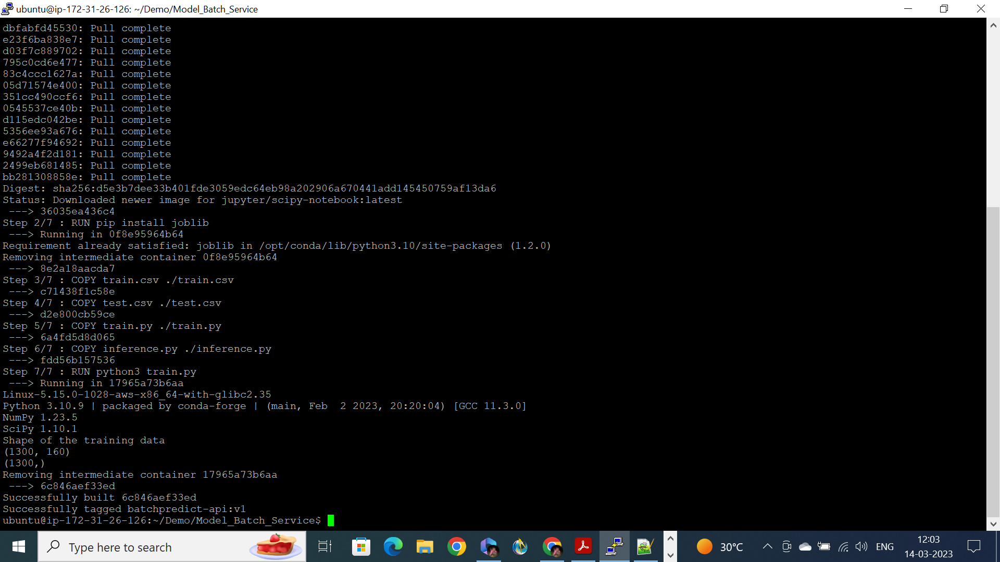 ubuntu@ip-172-31-26-126: ~/Demo/Model_Batch_Service
dbfabfd45530: Pull complete
e23f6ba838e7: Pull complete
d03f7c889702: Pull complete
795c0cd6e477: Pull complete
83c4ccc1627a: Pull complete
05d71574e400: Pull complete
351cc490ccf6: Pull complete
0545537ce40b: Pull complete
d115edc042be: Pull complete
5356ee93a676: Pull complete
e66277f94692: Pull complete
9492a4f2d181: Pull complete
2499eb681485: Pull complete
bb281308858e: Pull complete
Digest: sha256:d5e3b7dee33b401fde3059edc64eb98a202906a670441add145450759af13da6
Status: Downloaded newer image for jupyter/scipy-notebook:latest
 ---> 36035ea436c4
Step 2/7 : RUN pip install joblib
 ---> Running in 0f8e95964b64
Requirement already satisfied: joblib in /opt/conda/lib/python3.10/site-packages (1.2.0)
Removing intermediate container 0f8e95964b64
 ---> 8e2a18aacda7
Step 3/7 : COPY train.csv ./train.csv
 ---> c71438f1c58e
Step 4/7 : COPY test.csv ./test.csv
 ---> d2e800cb59ce
Step 5/7 : COPY train.py ./train.py
 ---> 6a4fd5d8d065
Step 6/7 : COPY inference.py ./inference.py
 ---> fdd56b157536
Step 7/7 : RUN python3 train.py
 ---> Running in 17965a73b6aa
Linux-5.15.0-1028-aws-x86_64-with-glibc2.35
Python 3.10.9 | packaged by conda-forge | (main, Feb  2 2023, 20:20:04) [GCC 11.3.0]
NumPy 1.23.5
SciPy 1.10.1
Shape of the training data
(1300, 160)
(1300,)
Removing intermediate container 17965a73b6aa
 ---> 6c846aef33ed
Successfully built 6c846aef33ed
Successfully tagged batchpredict-api:v1
ubuntu@ip-172-31-26-126:~/Demo/Model_Batch_Service$
Type here to search
30°C
ENG
12:03
14-03-2023